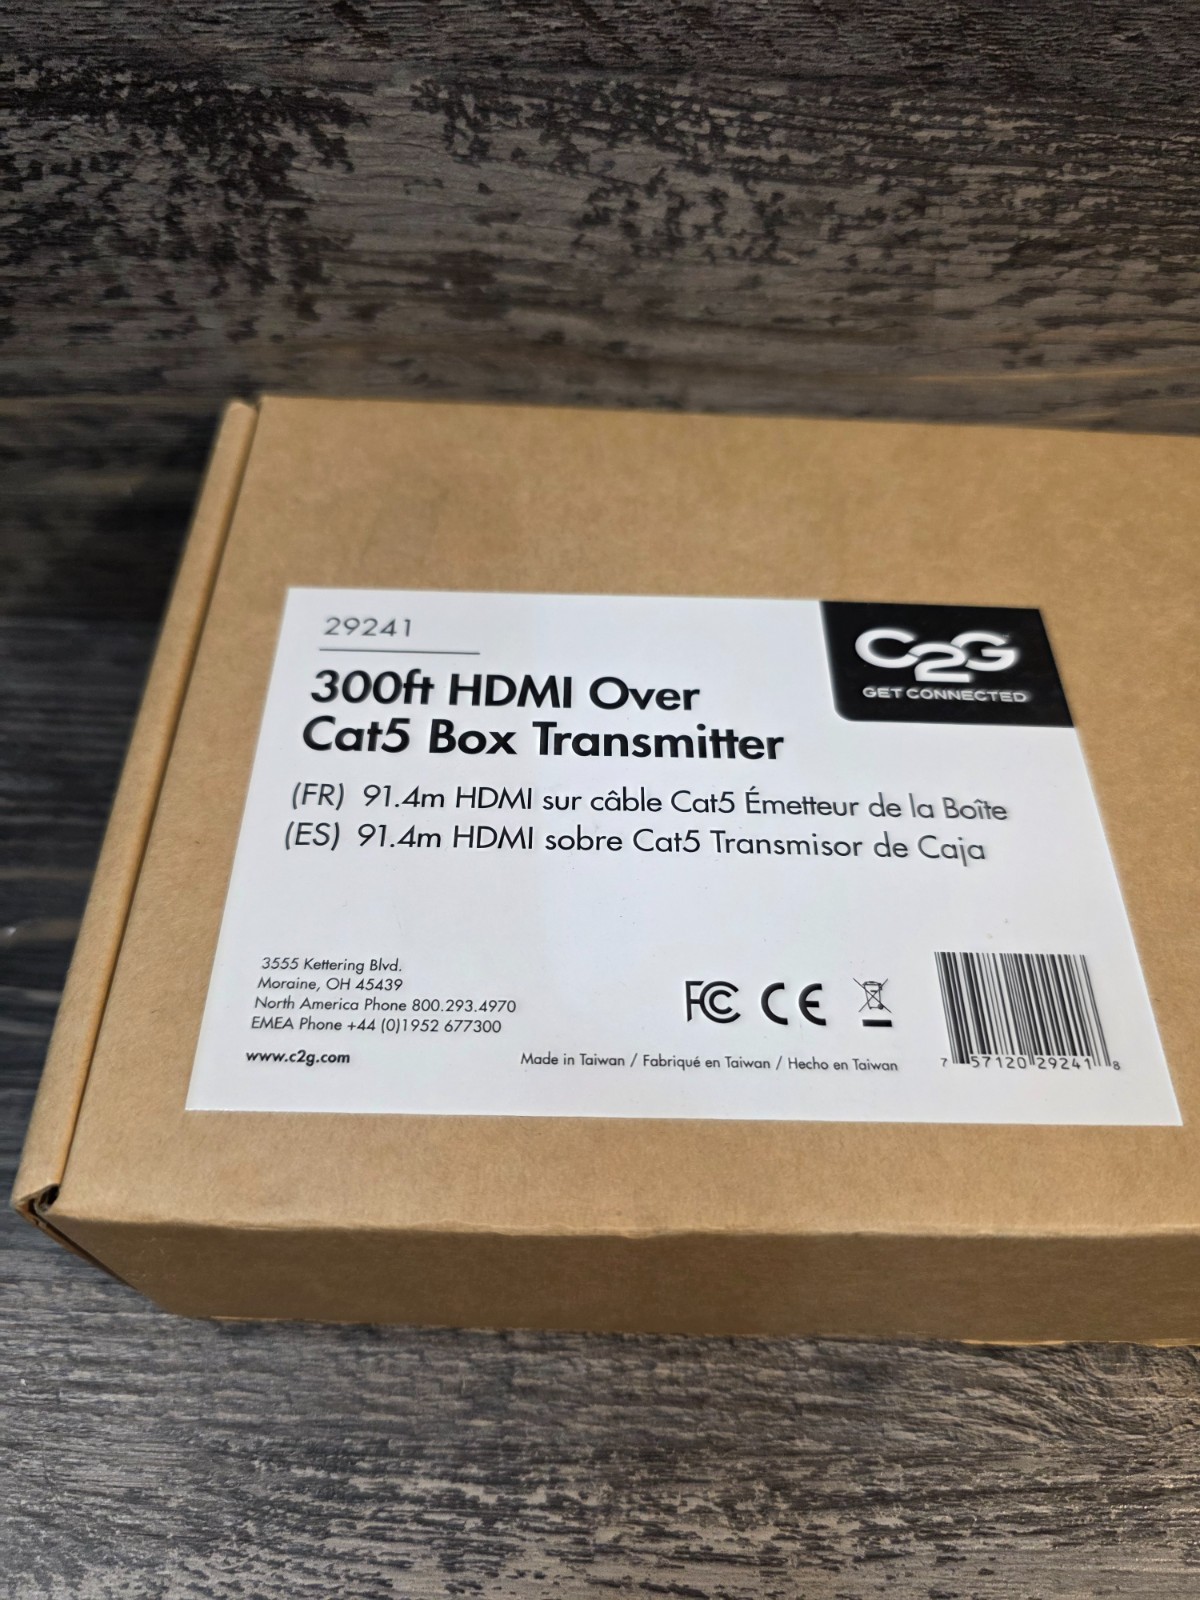 29241
C2G
GET CONNECTED
300ft HDMI Over
Cat5 Box Transmitter
(FR) 91.4m HDMI sur câble Cat5 Émetteur de la Boîte
(ES) 91.4m HDMI sobre Cat5 Transmisor de Caja
3555 Kettering Blvd.
Moraine, OH 45439
North America Phone 800.293.4970
EMEA Phone +44 (0)1952 677300
www.c2g.com
FC CE
Made in Taiwan / Fabriqué en Taiwan / Hecho en Taiwan
7 57120 29241 8